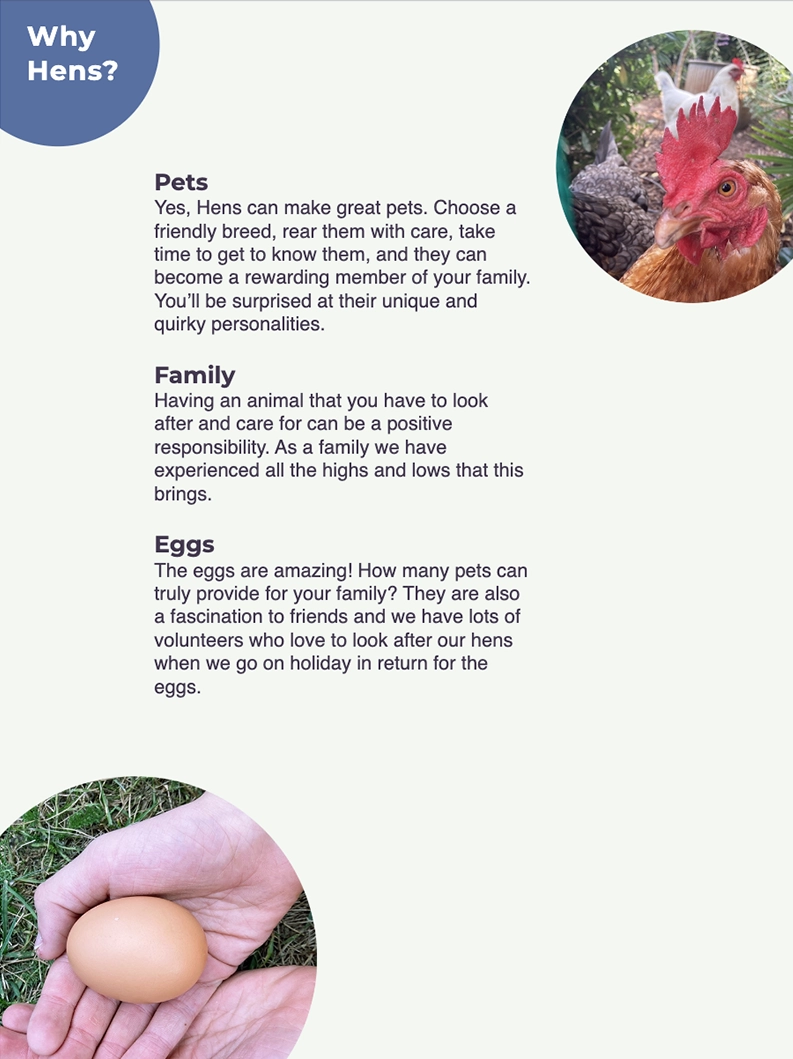 Why
Hens?
Pets
Yes, Hens can make great pets. Choose a
friendly breed, rear them with care, take
time to get to know them, and they can
become a rewarding member of your family.
You’ll be surprised at their unique and
quirky personalities.
Family
Having an animal that you have to look
after and care for can be a positive
responsibility. As a family we have
experienced all the highs and lows that this
brings.
Eggs
The eggs are amazing! How many pets can
truly provide for your family? They are also
a fascination to friends and we have lots of
volunteers who love to look after our hens
when we go on holiday in return for the
eggs.